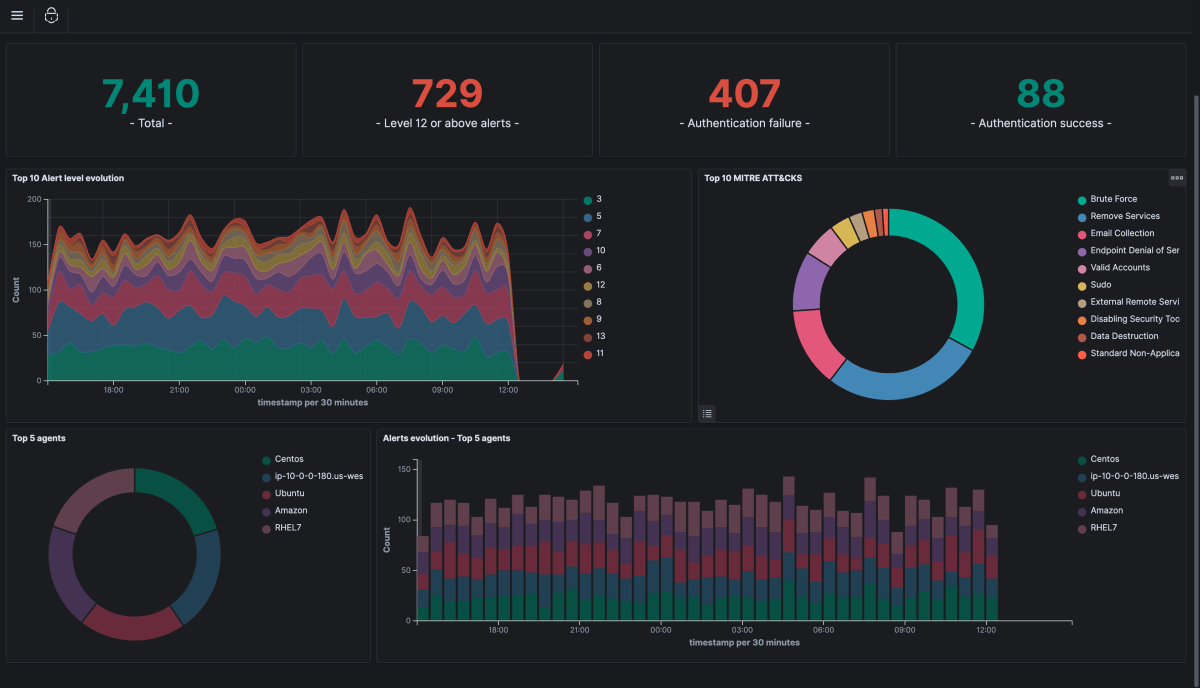 7,410
- Total -
729
- Level 12 or above alerts -
407
- Authentication failure -
88
- Authentication success -
Top 10 Alert level evolution
200
150
100
50
0
Count
18:00 21:00 00:00 03:00 06:00 09:00 12:00
timestamp per 30 minutes
3
5
7
10
6
12
8
9
13
11
Top 10 MITRE ATT&CKS
Brute Force
Remove Services
Email Collection
Endpoint Denial of Ser
Valid Accounts
Sudo
External Remote Servi
Disabling Security Toc
Data Destruction
Standard Non-Applica
Top 5 agents
Centos
ip-10-0-0-180.us-wes
Ubuntu
Amazon
RHEL7
Alerts evolution - Top 5 agents
150
100
50
0
Count
18:00 21:00 00:00 03:00 06:00 09:00 12:00
timestamp per 30 minutes
Centos
ip-10-0-0-180.us-wes
Ubuntu
Amazon
RHEL7